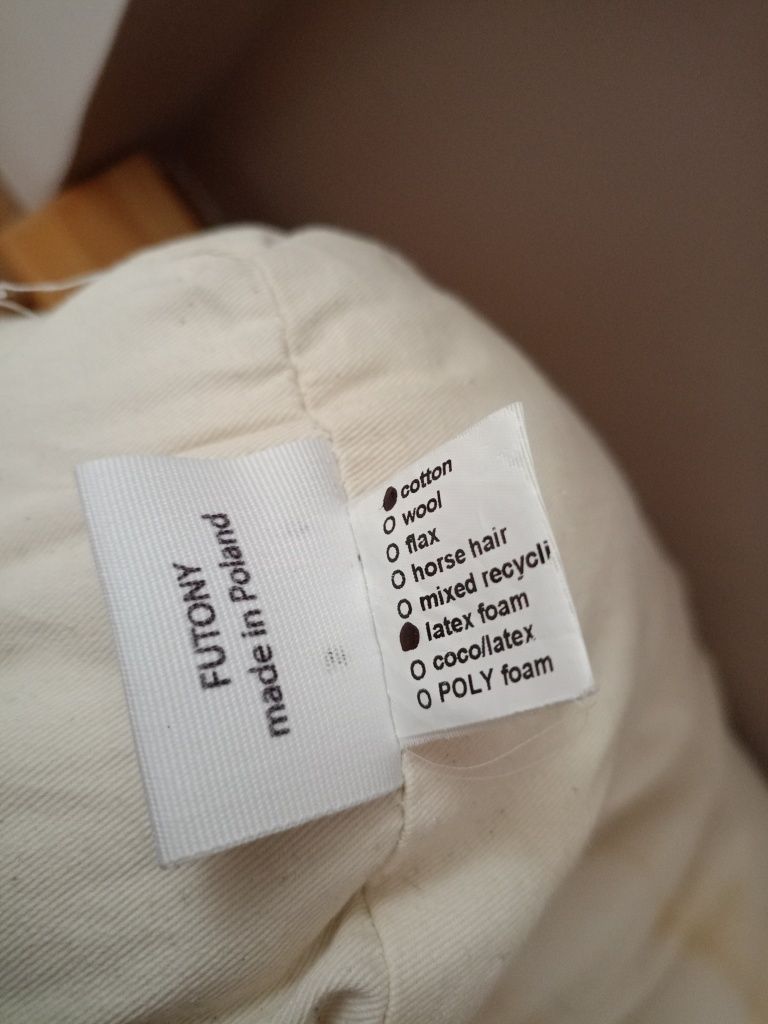 FUTONY
made in Poland
cotton
wool
flax
horse hair
mixed recycli
latex foam
coco/latex
POLY foam